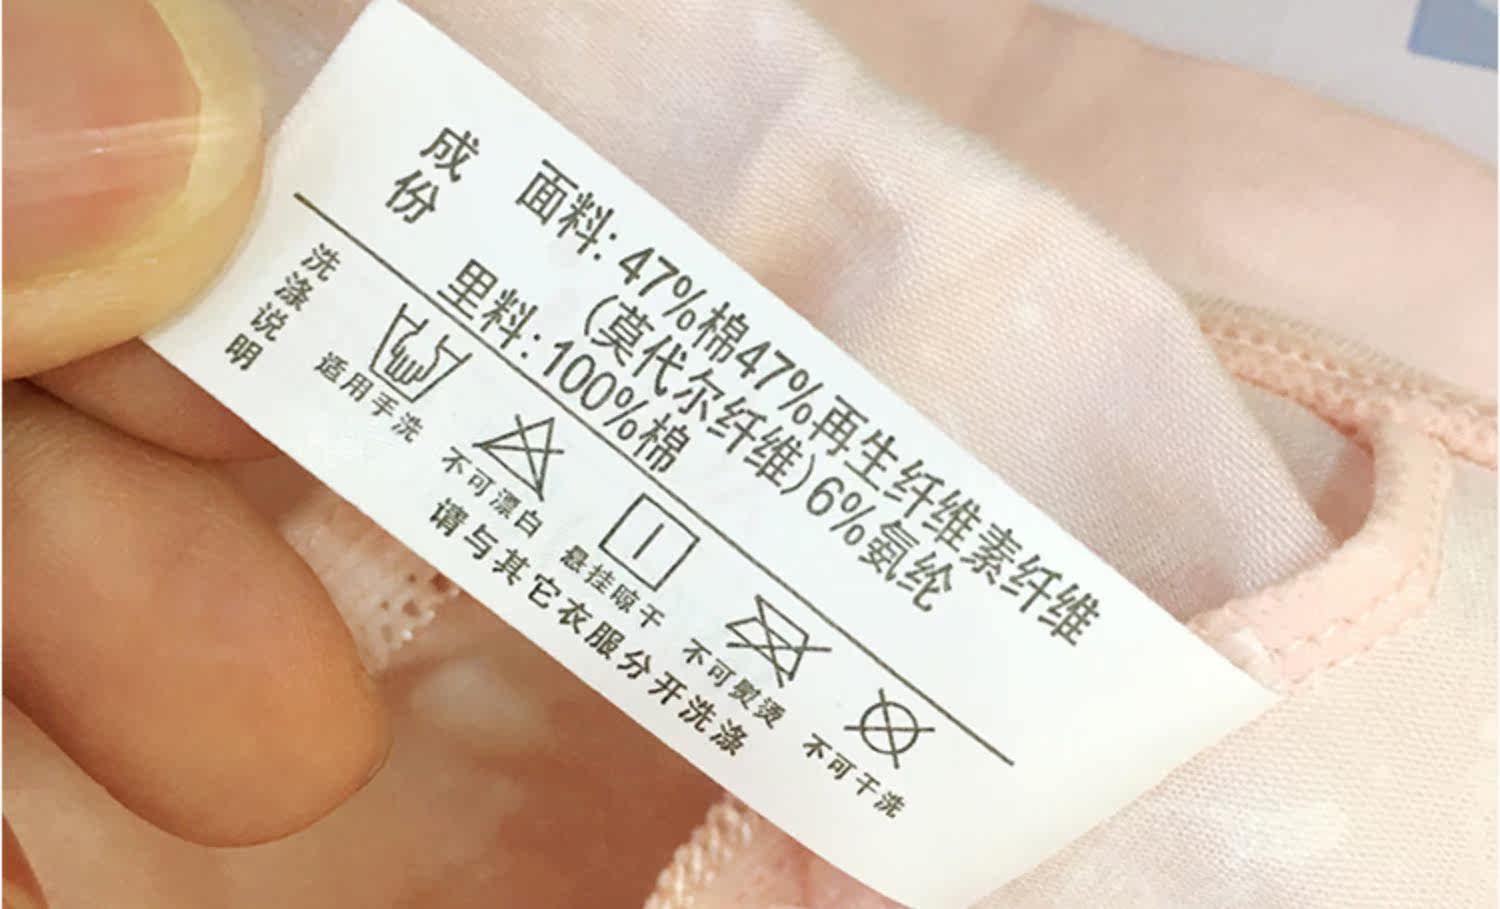 成份
面料: 47%棉47%再生纤维素纤维
(莫代尔纤维)6%氨纶
里料: 100%棉
洗涤说明
适用手洗
不可漂白
悬挂晾干
不可熨烫
不可干洗
请与其它衣服分开洗涤